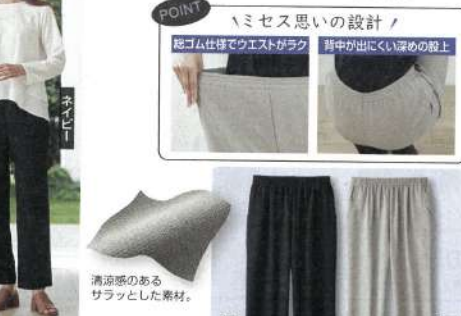 POINT
ミセス思いの設計
総ゴム仕様でウエストがラク
背中が出にくい深めの股上
ネイビー
清涼感のある
サラッとした素材。